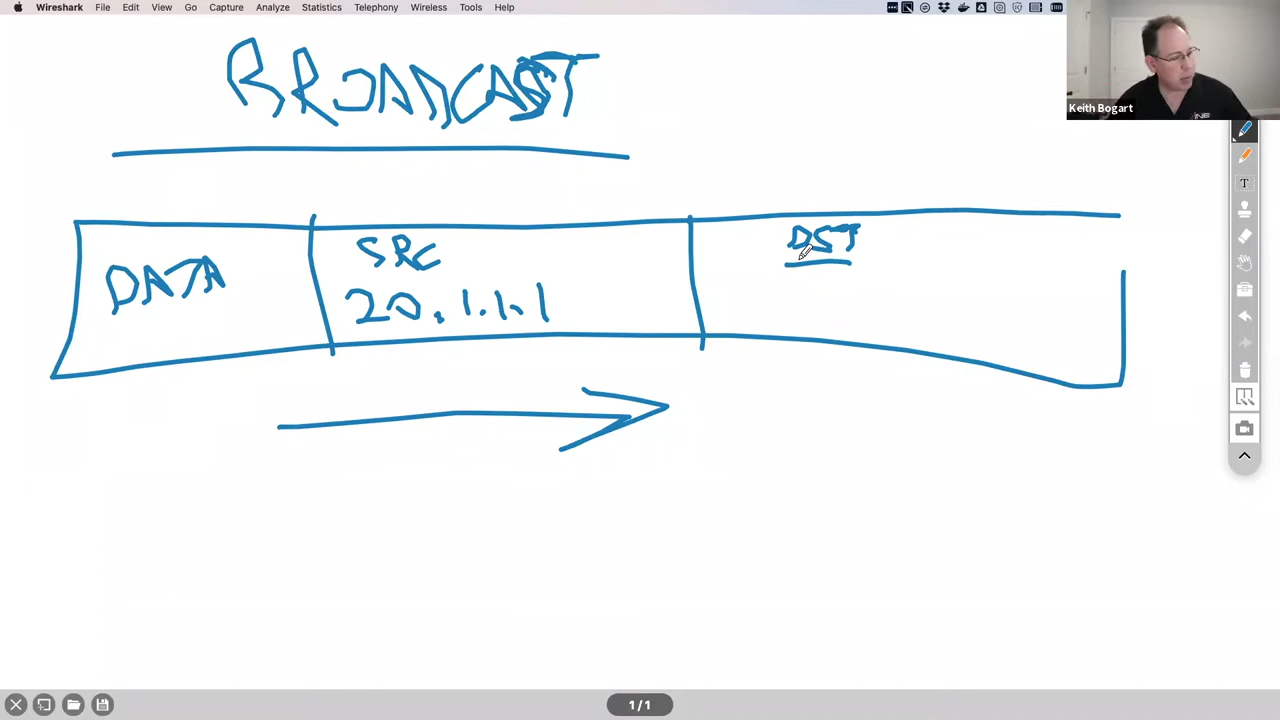 Wireshark File Edit View Go Capture Analyze Statistics Telephony Wireless Tools Help
Keith Bogart
INE
BROADCAST
SRC
DST
DATA
20.1.1.1
T
1/1